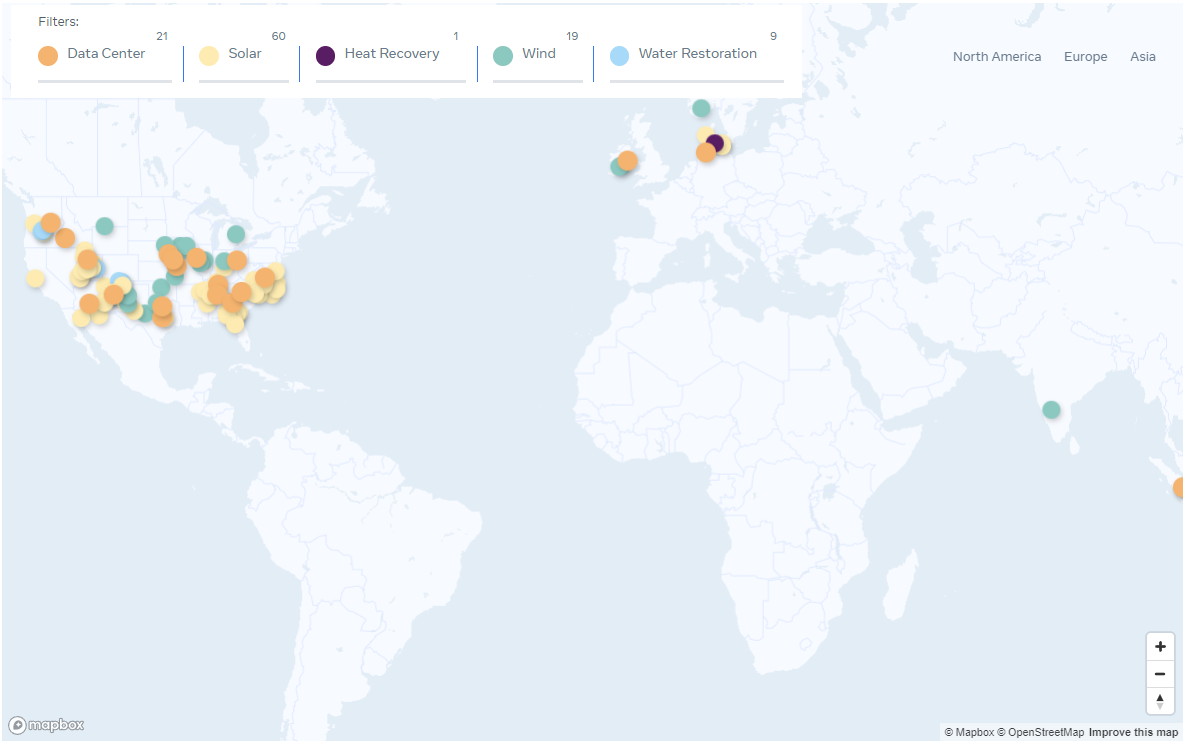 Filters:
21
Data Center
60
Solar
1
Heat Recovery
19
Wind
9
Water Restoration
North America
Europe
Asia
mapbox
© Mapbox © OpenStreetMap Improve this map